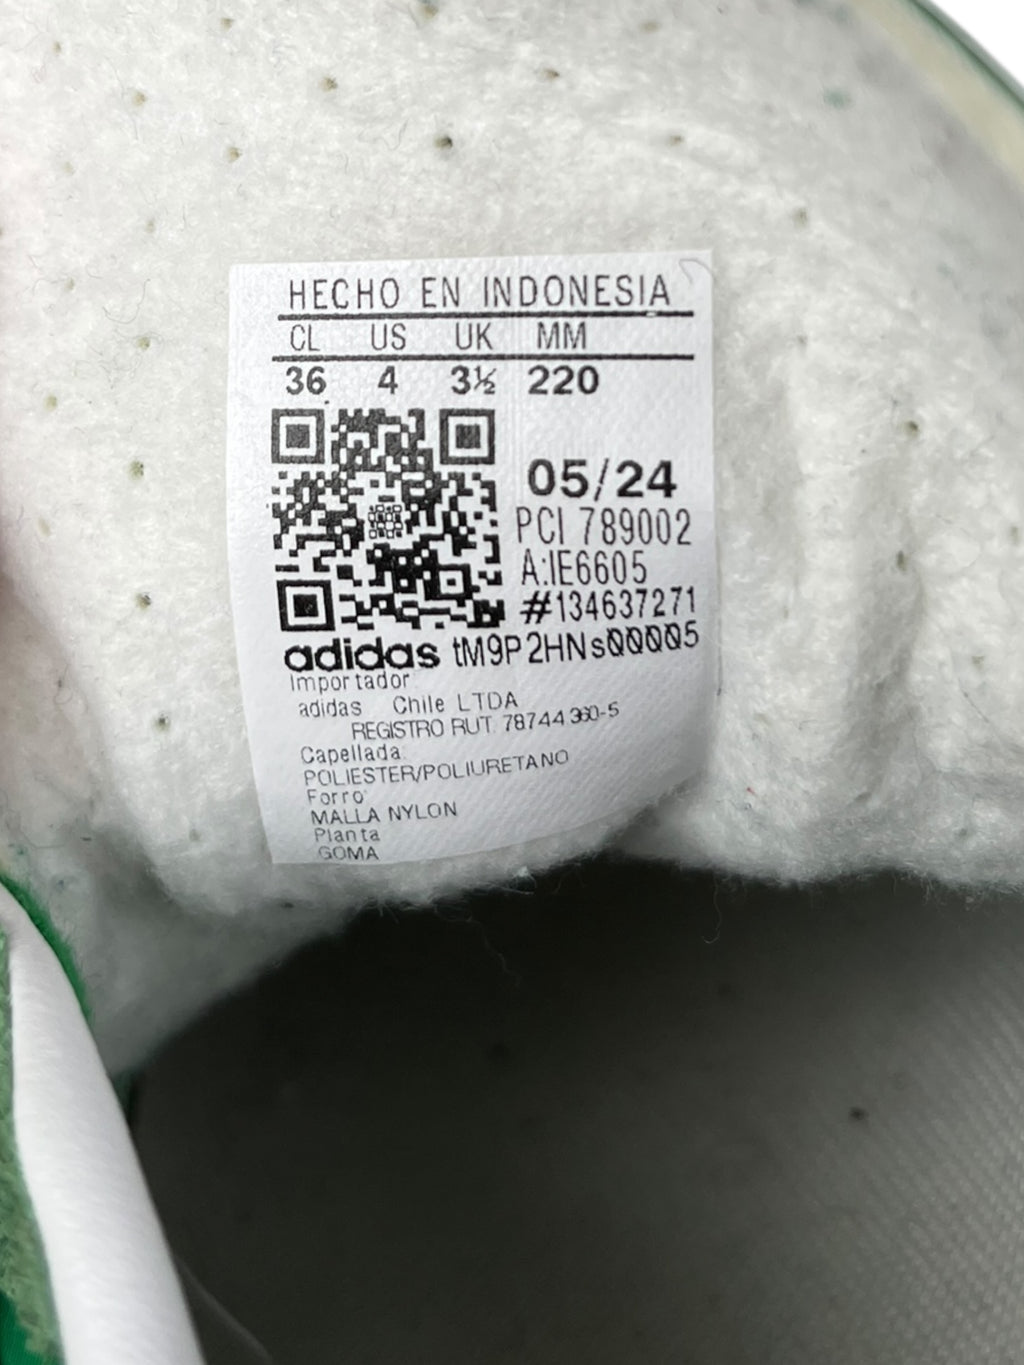 HECHO EN INDONESIA
CL US UK MM
36 4 3½ 220
05/24
PCI 789002
A:IE6605
#134637271
adidas tM9P2HNs00005
Importador
adidas Chile LTDA
REGISTRO RUT. 78744360-5
Capellada:
POLIESTER/POLIURETANO
Forro:
MALLA NYLON
Planta
GOMA